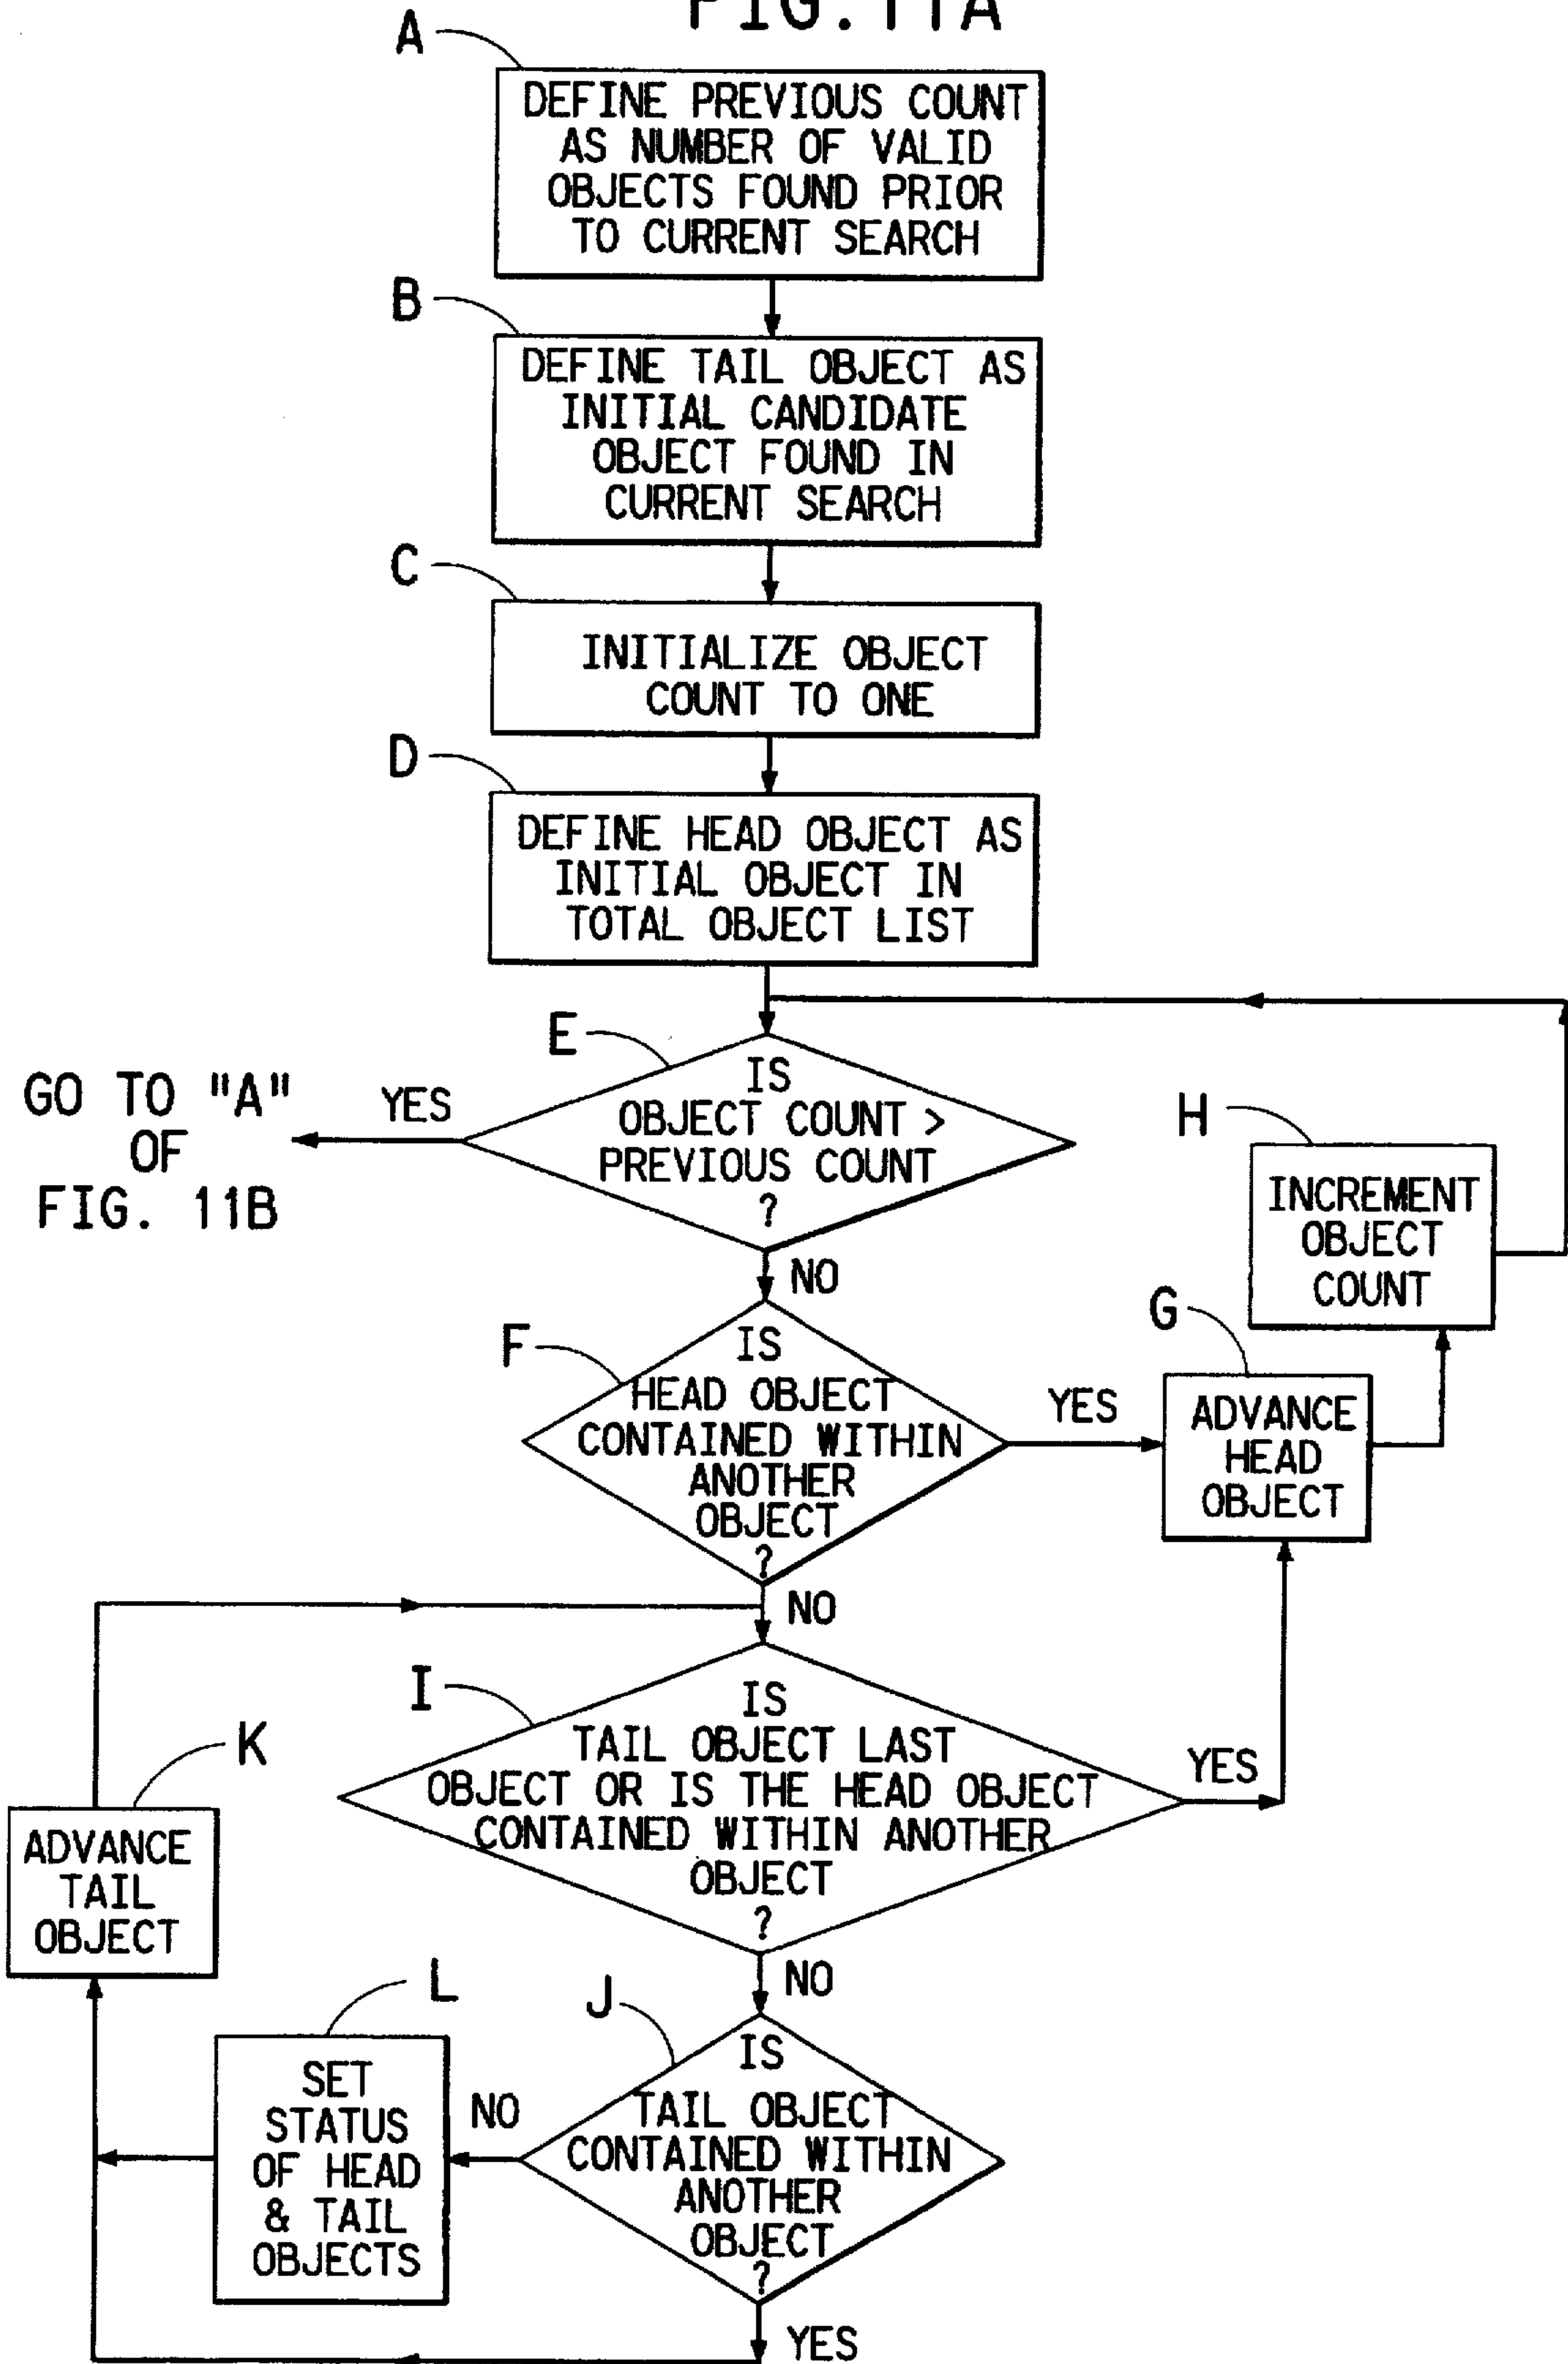 FIG. 11A
A
DEFINE PREVIOUS COUNT
AS NUMBER OF VALID
OBJECTS FOUND PRIOR
TO CURRENT SEARCH
B
DEFINE TAIL OBJECT AS
INITIAL CANDIDATE
OBJECT FOUND IN
CURRENT SEARCH
C
INITIALIZE OBJECT
COUNT TO ONE
D
DEFINE HEAD OBJECT AS
INITIAL OBJECT IN
TOTAL OBJECT LIST
E
IS
OBJECT COUNT >
PREVIOUS COUNT
?
YES
GO TO "A"
OF
FIG. 11B
NO
H
INCREMENT
OBJECT
COUNT
F
IS
HEAD OBJECT
CONTAINED WITHIN
ANOTHER
OBJECT
?
YES
G
ADVANCE
HEAD
OBJECT
NO
I
IS
TAIL OBJECT LAST
OBJECT OR IS THE HEAD OBJECT
CONTAINED WITHIN ANOTHER
OBJECT
?
YES
K
ADVANCE
TAIL
OBJECT
NO
J
IS
TAIL OBJECT
CONTAINED WITHIN
ANOTHER
OBJECT
?
NO
L
SET
STATUS
OF HEAD
& TAIL
OBJECTS
YES